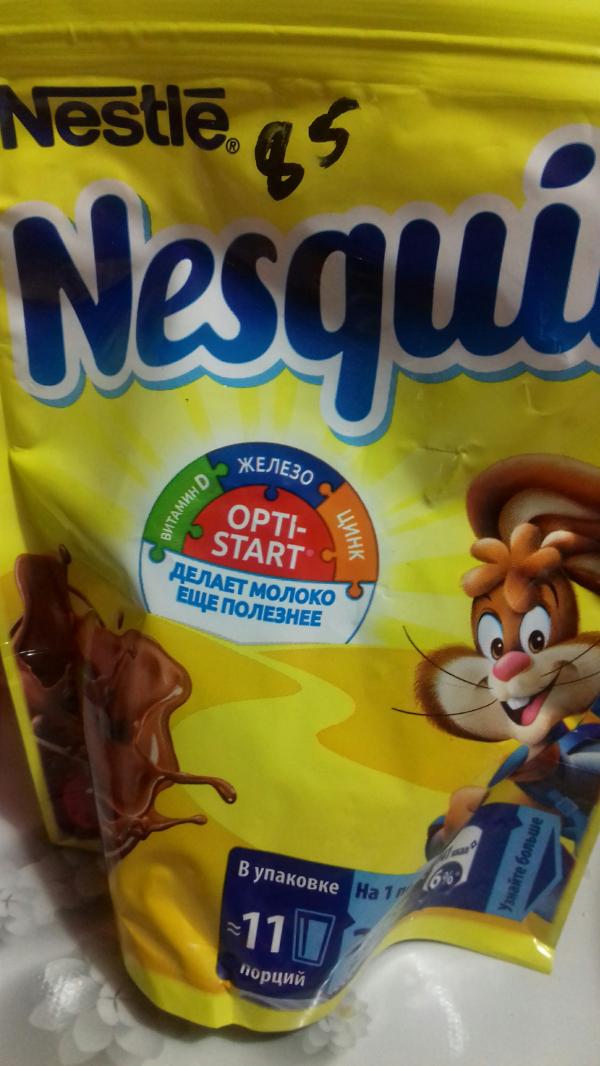 Nestlē®
85
Nesqui
ВИТАМИН D
ЖЕЛЕЗО
ЦИНК
OPTI-
START
ДЕЛАЕТ МОЛОКО
ЕЩЕ ПОЛЕЗНЕЕ
В упаковке
≈11
порций
На 1
6%*
Узнайте больше